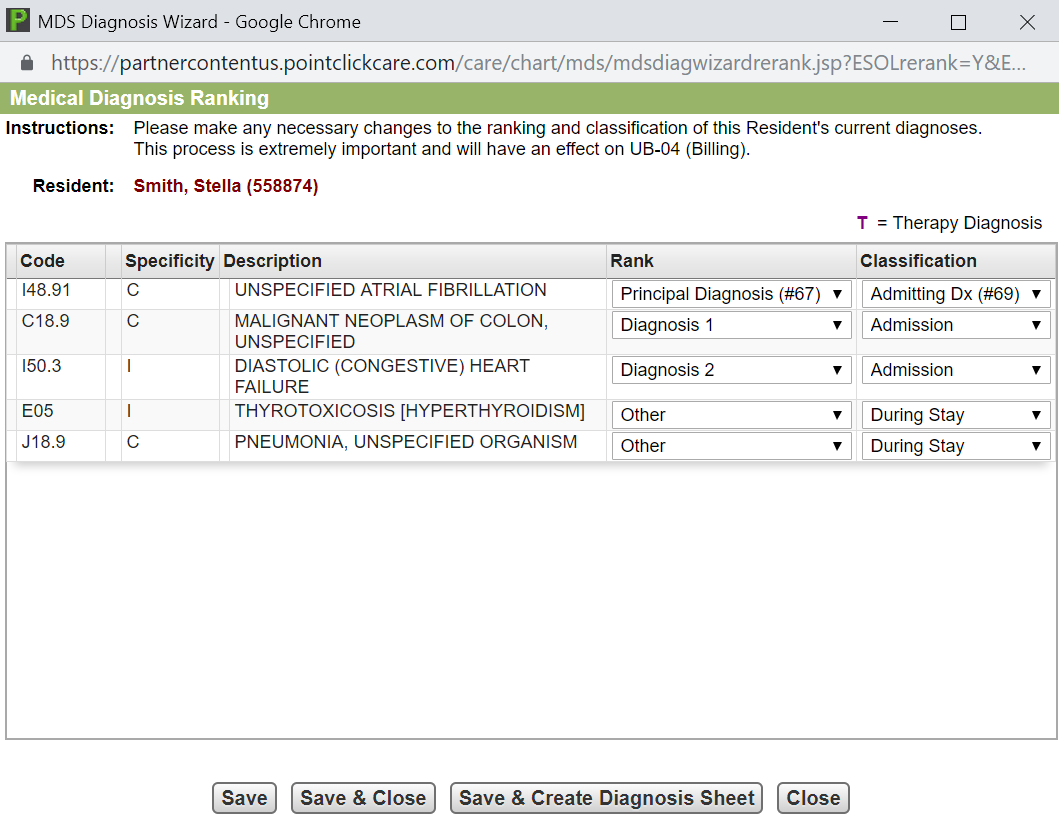 MDS Diagnosis Wizard - Google Chrome
https://partnercontentus.pointclickcare.com/care/chart/mds/mdsdiagwizardrerank.jsp?ESOLrerank=Y&E...
Medical Diagnosis Ranking
Instructions: Please make any necessary changes to the ranking and classification of this Resident's current diagnoses.
This process is extremely important and will have an effect on UB-04 (Billing).
Resident: Smith, Stella (558874)
T = Therapy Diagnosis
Code Specificity Description Rank Classification
I48.91 C UNSPECIFIED ATRIAL FIBRILLATION Principal Diagnosis (#67) Admitting Dx (#69)
C18.9 C MALIGNANT NEOPLASM OF COLON, Diagnosis 1 Admission
UNSPECIFIED
I50.3 I DIASTOLIC (CONGESTIVE) HEART Diagnosis 2 Admission
FAILURE
E05 I THYROTOXICOSIS [HYPERTHYROIDISM] Other During Stay
J18.9 C PNEUMONIA, UNSPECIFIED ORGANISM Other During Stay
Save Save & Close Save & Create Diagnosis Sheet Close